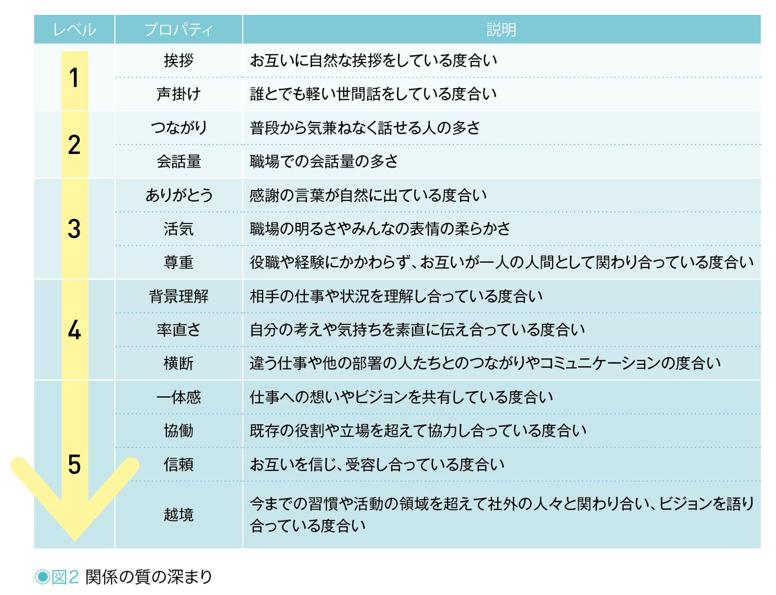 レベル プロパティ 説明
1 挨拶 お互いに自然な挨拶をしている度合い
声掛け 誰とでも軽い世間話をしている度合い
2 つながり 普段から気兼ねなく話せる人の多さ
会話量 職場での会話量の多さ
3 ありがとう 感謝の言葉が自然に出ている度合い
活気 職場の明るさやみんなの表情の柔らかさ
尊重 役職や経験にかかわらず、お互いが一人の人間として関わり合っている度合い
4 背景理解 相手の仕事や状況を理解し合っている度合い
率直さ 自分の考えや気持ちを素直に伝え合っている度合い
横断 違う仕事や他の部署の人たちとのつながりやコミュニケーションの度合い
5 一体感 仕事への想いやビジョンを共有している度合い
協働 既存の役割や立場を超えて協力し合っている度合い
信頼 お互いを信じ、受容し合っている度合い
越境 今までの習慣や活動の領域を超えて社外の人々と関わり合い、ビジョンを語り
合っている度合い
◉図2 関係の質の深まり